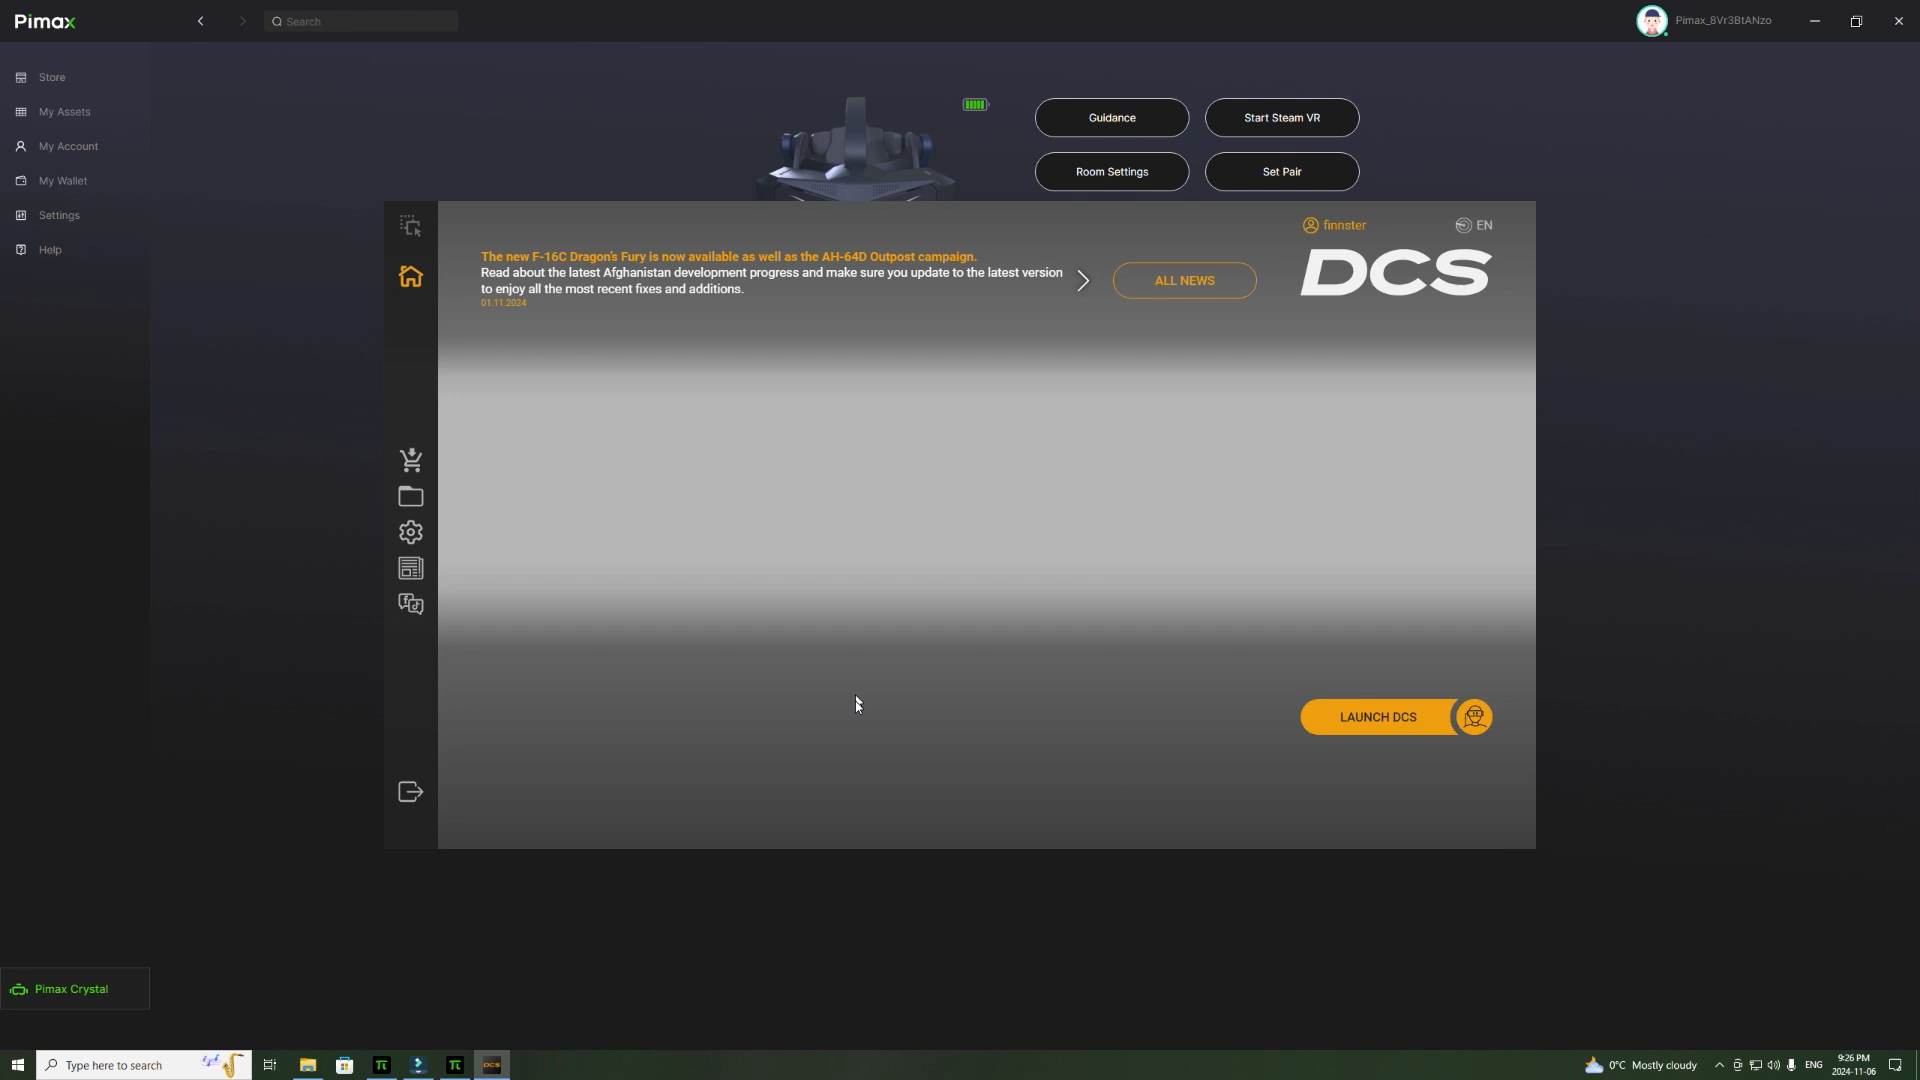 Pimax
Search
Pimax_8Vr3BtANzo
Store
My Assets
My Account
My Wallet
Settings
Help
Guidance
Start Steam VR
Room Settings
Set Pair
finnster
EN
The new F-16C Dragon's Fury is now available as well as the AH-64D Outpost campaign.
Read about the latest Afghanistan development progress and make sure you update to the latest version
to enjoy all the most recent fixes and additions.
01.11.2024
ALL NEWS
DCS
LAUNCH DCS
Pimax Crystal
Type here to search
DCS
0°C Mostly cloudy
ENG
9:26 PM
2024-11-06